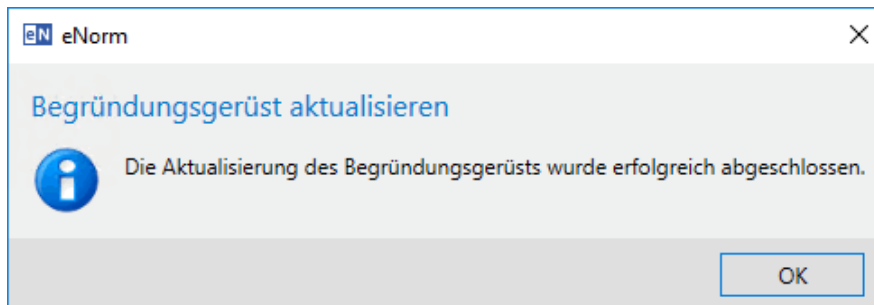 eN eNorm
Begründungsgerüst aktualisieren
Die Aktualisierung des Begründungsgerüsts wurde erfolgreich abgeschlossen.
OK